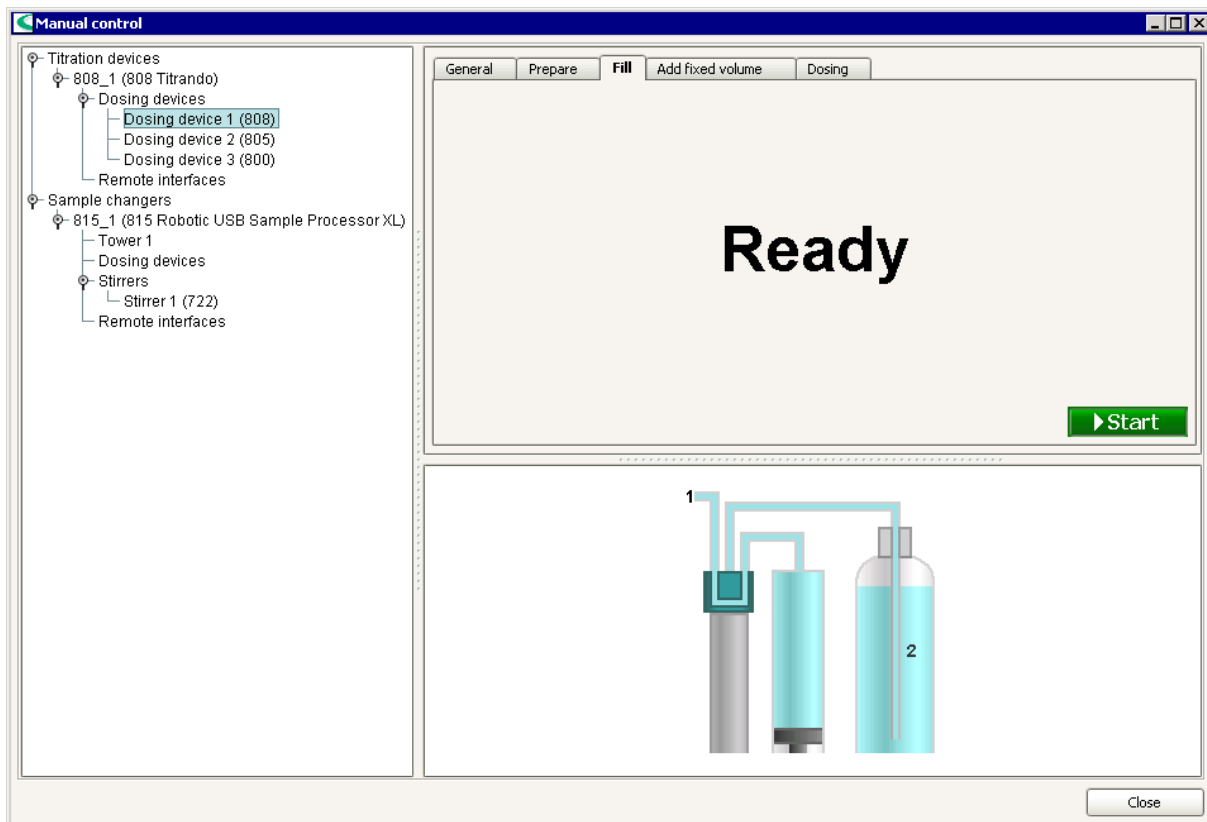 Manual control
Titration devices
808_1 (808 Titrando)
Dosing devices
Dosing device 1 (808)
Dosing device 2 (805)
Dosing device 3 (800)
Remote interfaces
Sample changers
815_1 (815 Robotic USB Sample Processor XL)
Tower 1
Dosing devices
Stirrers
Stirrer 1 (722)
Remote interfaces
General Prepare Fill Add fixed volume Dosing
Ready
Start
1
2
Close